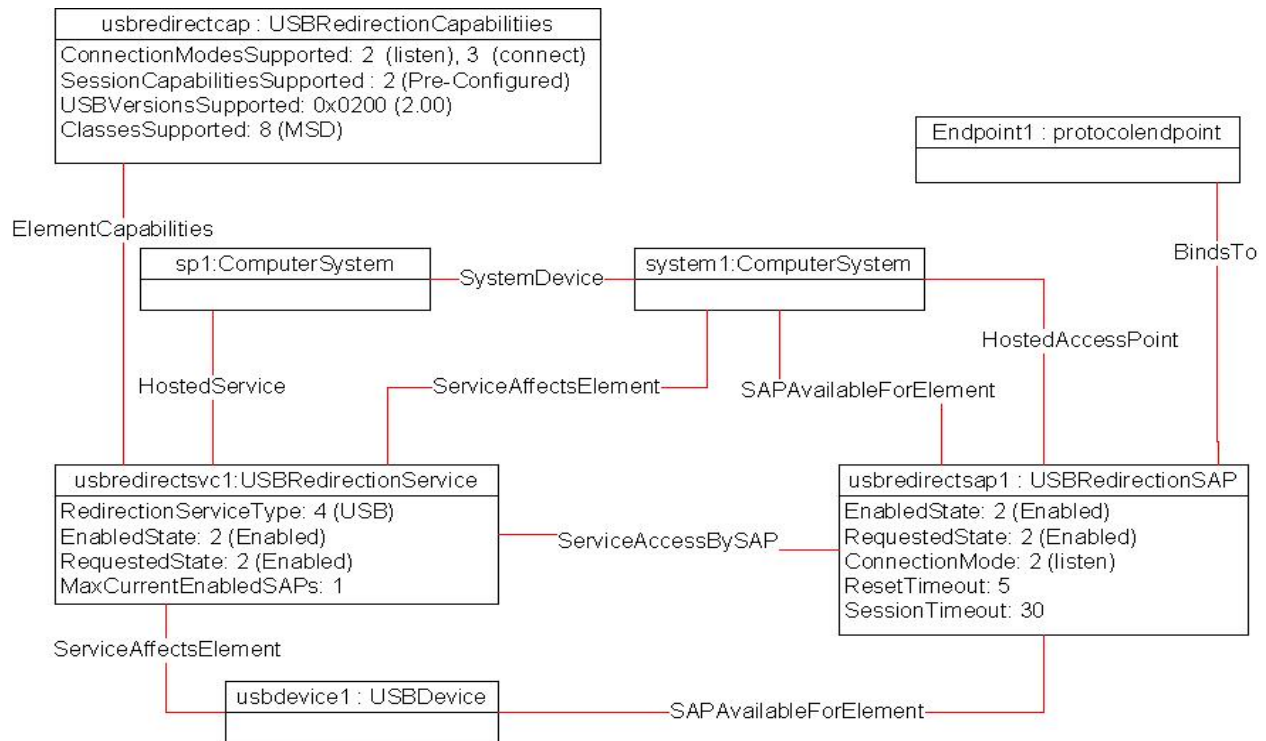 usbredirectcap : USBRedirectionCapabilitiies
ConnectionModesSupported: 2 (listen), 3 (connect)
SessionCapabilitiesSupported : 2 (Pre-Configured)
USBVersionsSupported: 0x0200 (2.00)
ClassesSupported: 8 (MSD)
Endpoint1 : protocolendpoint
ElementCapabilities
BindsTo
sp1:ComputerSystem
SystemDevice
system1:ComputerSystem
HostedAccessPoint
HostedService
ServiceAffectsElement
SAPAvailableForElement
usbredirectsvc1:USBRedirectionService
RedirectionServiceType: 4 (USB)
EnabledState: 2 (Enabled)
RequestedState: 2 (Enabled)
MaxCurrentEnabledSAPs: 1
ServiceAccessBySAP
usbredirectsap1 : USBRedirectionSAP
EnabledState: 2 (Enabled)
RequestedState: 2 (Enabled)
ConnectionMode: 2 (listen)
ResetTimeout: 5
SessionTimeout: 30
ServiceAffectsElement
usbdevice1 : USBDevice
SAPAvailableForElement